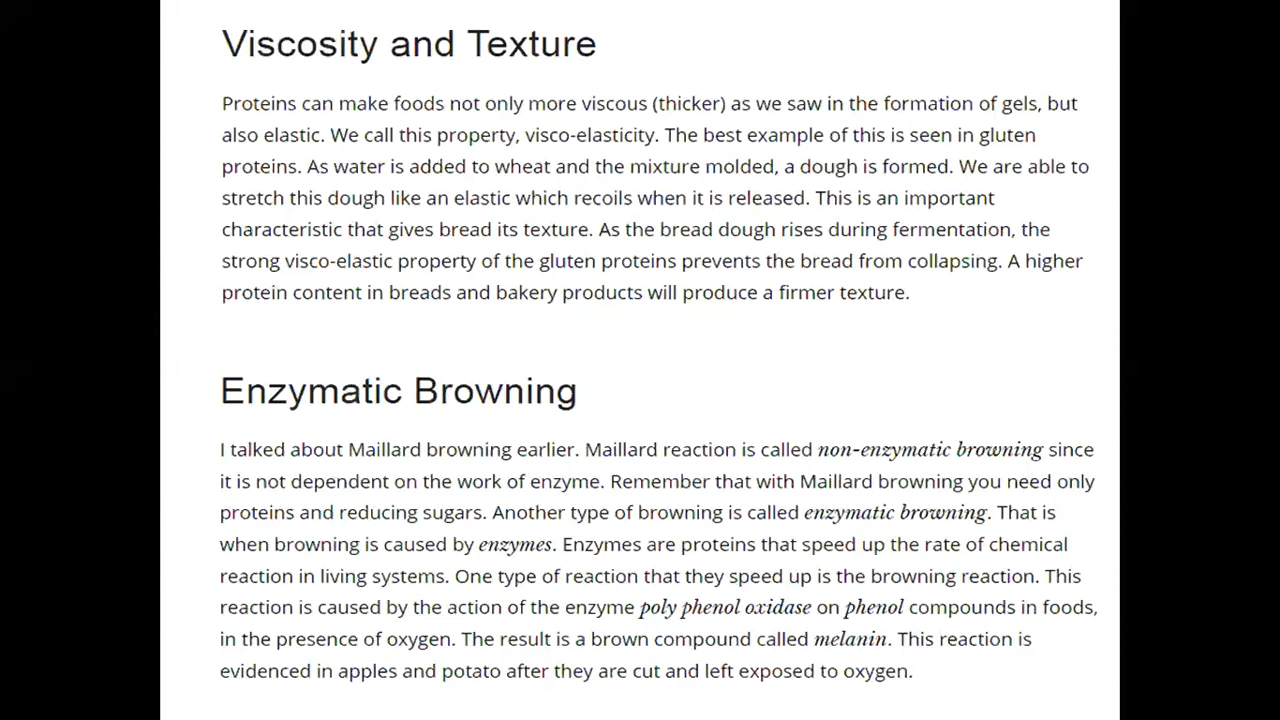 Viscosity and Texture
Proteins can make foods not only more viscous (thicker) as we saw in the formation of gels, but
also elastic. We call this property, visco-elasticity. The best example of this is seen in gluten
proteins. As water is added to wheat and the mixture molded, a dough is formed. We are able to
stretch this dough like an elastic which recoils when it is released. This is an important
characteristic that gives bread its texture. As the bread dough rises during fermentation, the
strong visco-elastic property of the gluten proteins prevents the bread from collapsing. A higher
protein content in breads and bakery products will produce a firmer texture.
Enzymatic Browning
I talked about Maillard browning earlier. Maillard reaction is called non-enzymatic browning since
it is not dependent on the work of enzyme. Remember that with Maillard browning you need only
proteins and reducing sugars. Another type of browning is called enzymatic browning. That is
when browning is caused by enzymes. Enzymes are proteins that speed up the rate of chemical
reaction in living systems. One type of reaction that they speed up is the browning reaction. This
reaction is caused by the action of the enzyme poly phenol oxidase on phenol compounds in foods,
in the presence of oxygen. The result is a brown compound called melanin. This reaction is
evidenced in apples and potato after they are cut and left exposed to oxygen.